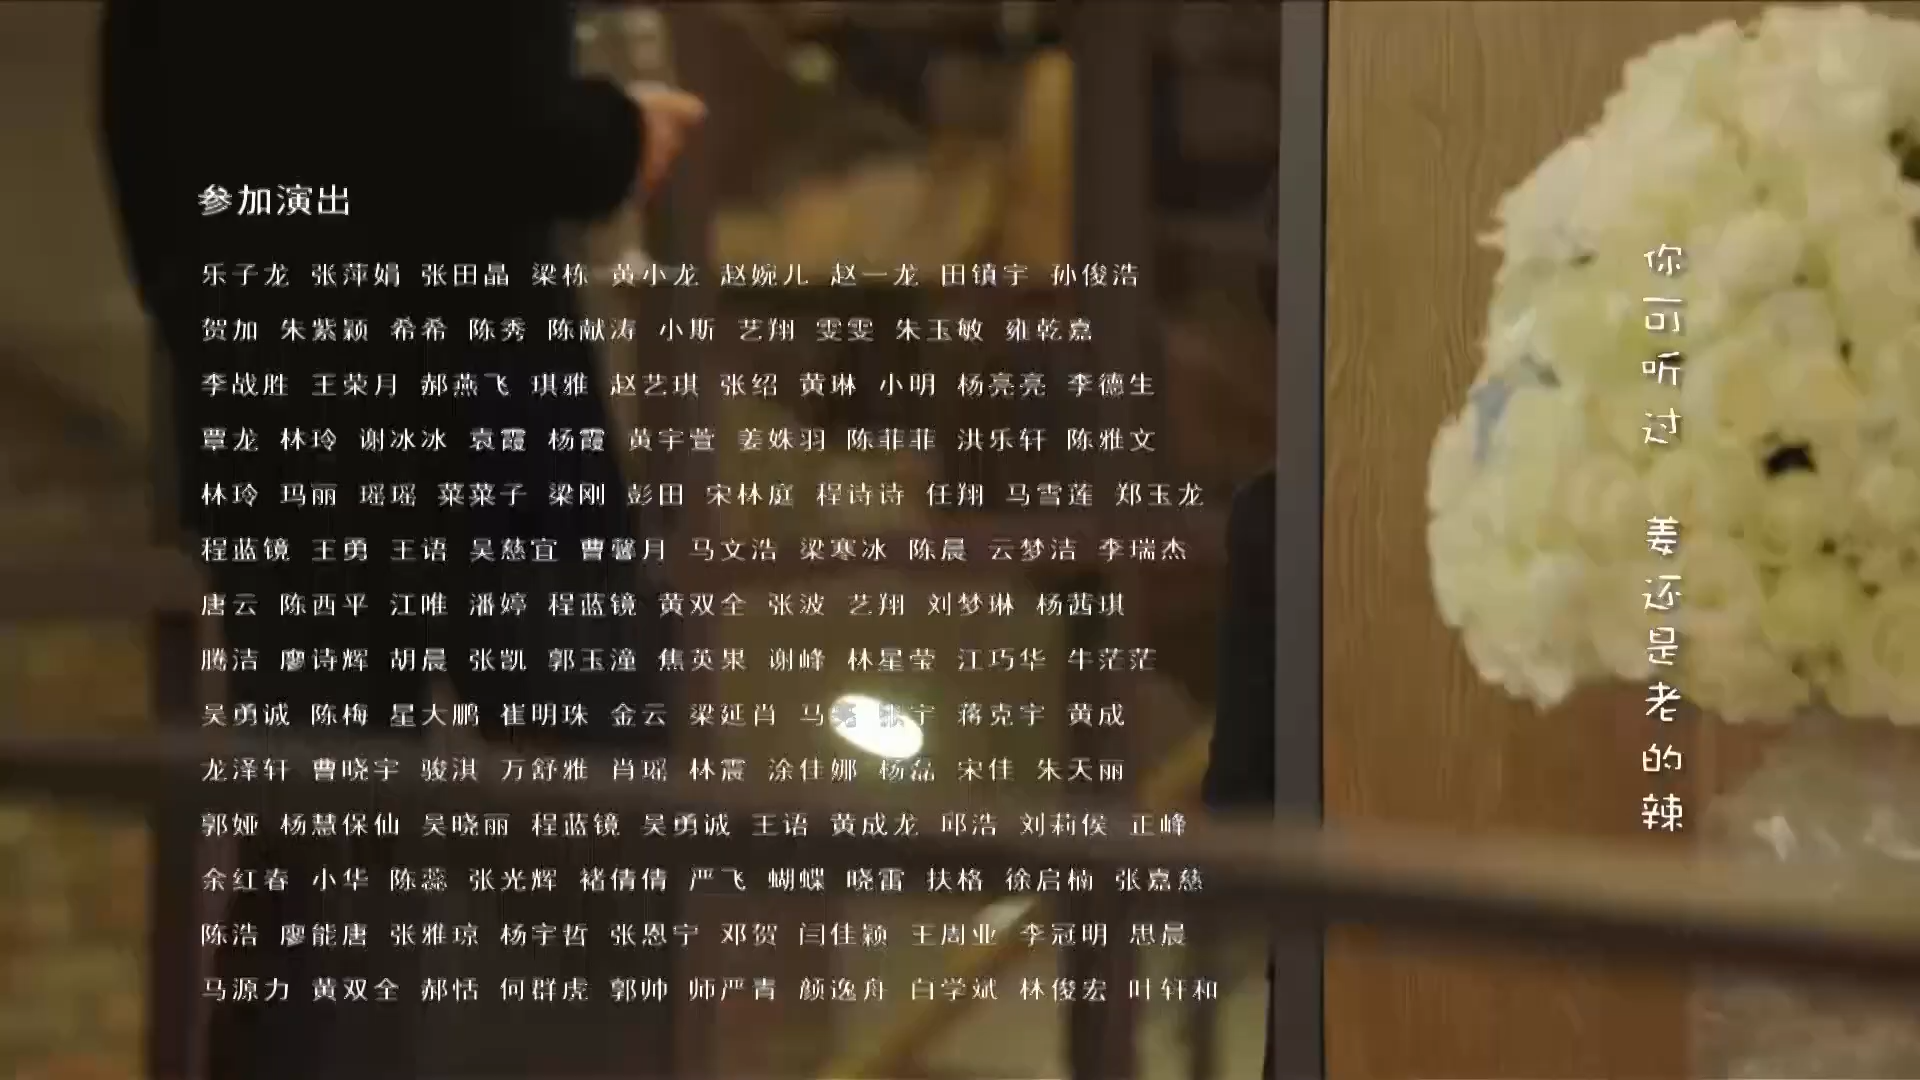 参加演出
乐子龙 张萍娟 张田晶 梁栋 黄小龙 赵婉儿 赵一龙 田镇宇 孙俊浩
贺加 朱紫颖 希希 陈秀 陈献涛 小斯 艺翔 雯雯 朱玉敏 雍乾嘉
李战胜 王荣月 郝燕飞 琪雅 赵艺琪 张绍 黄琳 小明 杨亮亮 李德生
覃龙 林玲 谢冰冰 袁霞 杨霞 黄宇萱 姜姝羽 陈菲菲 洪乐轩 陈雅文
林玲 玛丽 瑶瑶 菜菜子 梁刚 彭田 宋林庭 程诗诗 任翔 马雪莲 郑玉龙
程蓝镜 王勇 王语 吴慈宜 曹馨月 马文浩 梁寒冰 陈晨 云梦洁 李瑞杰
唐云 陈西平 江唯 潘婷 程蓝镜 黄双全 张波 艺翔 刘梦琳 杨茜琪
腾洁 廖诗辉 胡晨 张凯 郭玉潼 焦英果 谢峰 林星莹 江巧华 牛茫茫
吴勇诚 陈梅 星大鹏 崔明珠 金云 梁延肖 马 张宁 蒋克宇 黄成
龙泽轩 曹晓宇 骏淇 万舒雅 肖瑶 林震 涂佳娜 杨磊 宋佳 朱天丽
郭娅 杨慧保仙 吴晓丽 程蓝镜 吴勇诚 王语 黄成龙 邱浩 刘莉侯 正峰
余红春 小华 陈蕊 张光辉 褚倩倩 严飞 蝴蝶 晓雷 扶格 徐启楠 张嘉慈
陈浩 廖能唐 张雅琼 杨宇哲 张恩宁 邓贺 闫佳颖 王周业 李冠明 思晨
马源力 黄双全 郝恬 何群虎 郭帅 师严青 颜逸舟 白学斌 林俊宏 叶轩和
你可听过 姜还是老的辣